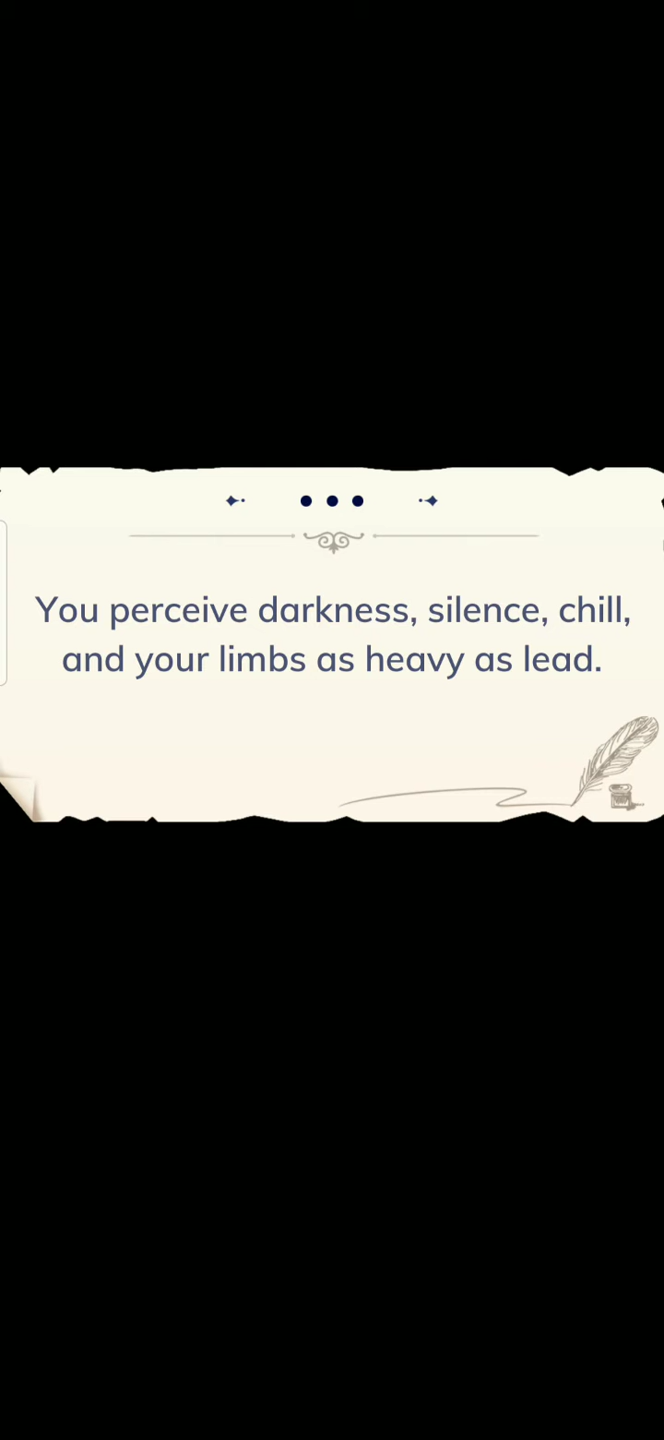 You perceive darkness, silence, chill,
and your limbs as heavy as lead.